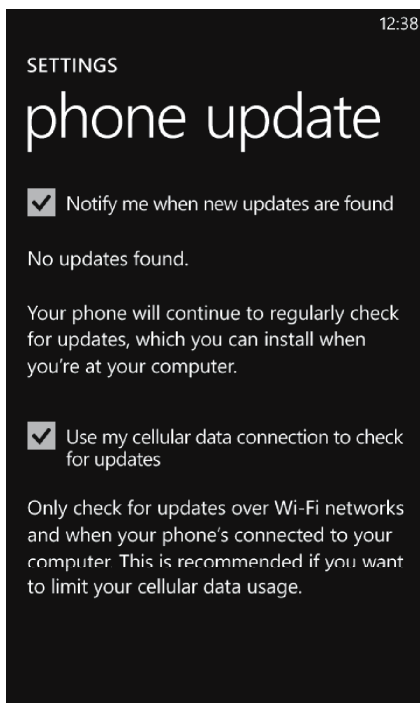 12:38
SETTINGS
phone update
Notify me when new updates are found
No updates found.
Your phone will continue to regularly check
for updates, which you can install when
you're at your computer.
Use my cellular data connection to check
for updates
Only check for updates over Wi-Fi networks
and when your phone's connected to your
computer. This is recommended if you want
to limit your cellular data usage.